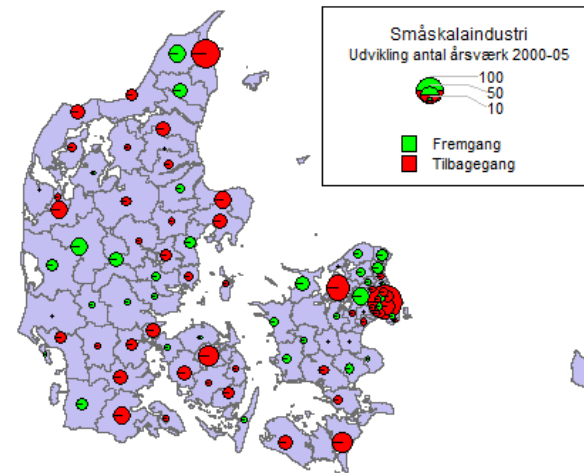 Småskalaindustri
Udvikling antal årsværk 2000-05
100
50
10
Fremgang
Tilbagegang